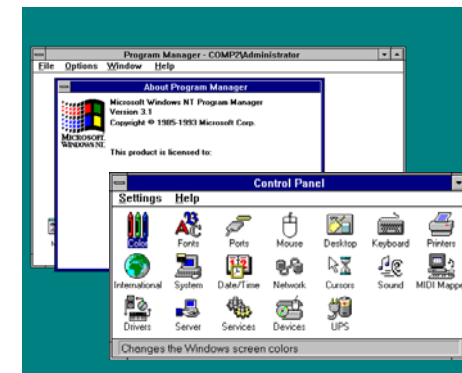 Program Manager - COMP2\Administrator
File Options Window Help
About Program Manager
Microsoft Windows NT Program Manager
Version 3.1
Copyright © 1985-1993 Microsoft Corp.
MICROSOFT.
WINDOWS NT.
This product is licensed to:
Control Panel
Settings Help
Color Fonts Ports Mouse Desktop Keyboard Printers
International System Date/Time Network Cursors Sound MIDI Mapper
Drivers Server Services Devices UPS
Changes the Windows screen colors